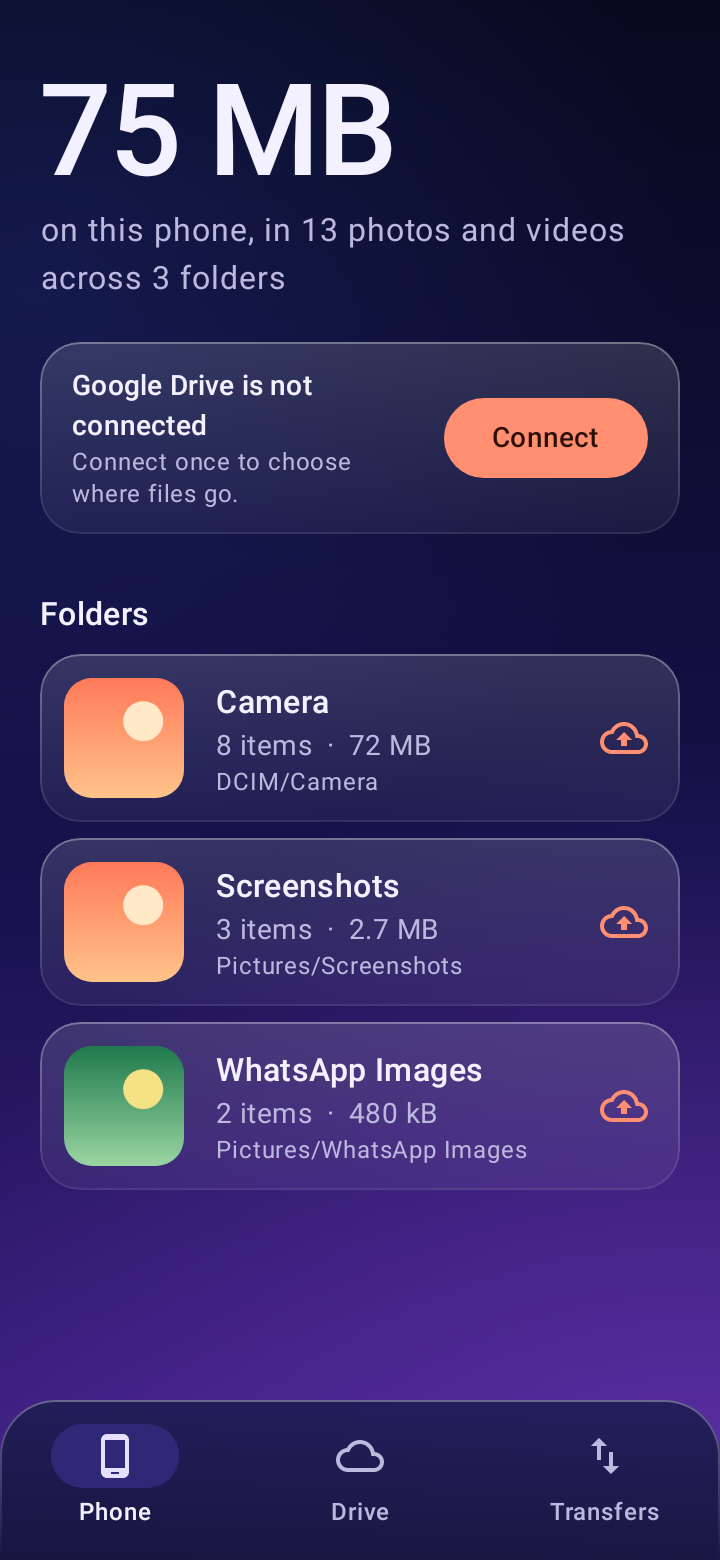 75 MB
on this phone, in 13 photos and videos
across 3 folders
Google Drive is not
connected
Connect once to choose
where files go.
Connect
Folders
Camera
8 items · 72 MB
DCIM/Camera
Screenshots
3 items · 2.7 MB
Pictures/Screenshots
WhatsApp Images
2 items · 480 kB
Pictures/WhatsApp Images
Phone
Drive
Transfers